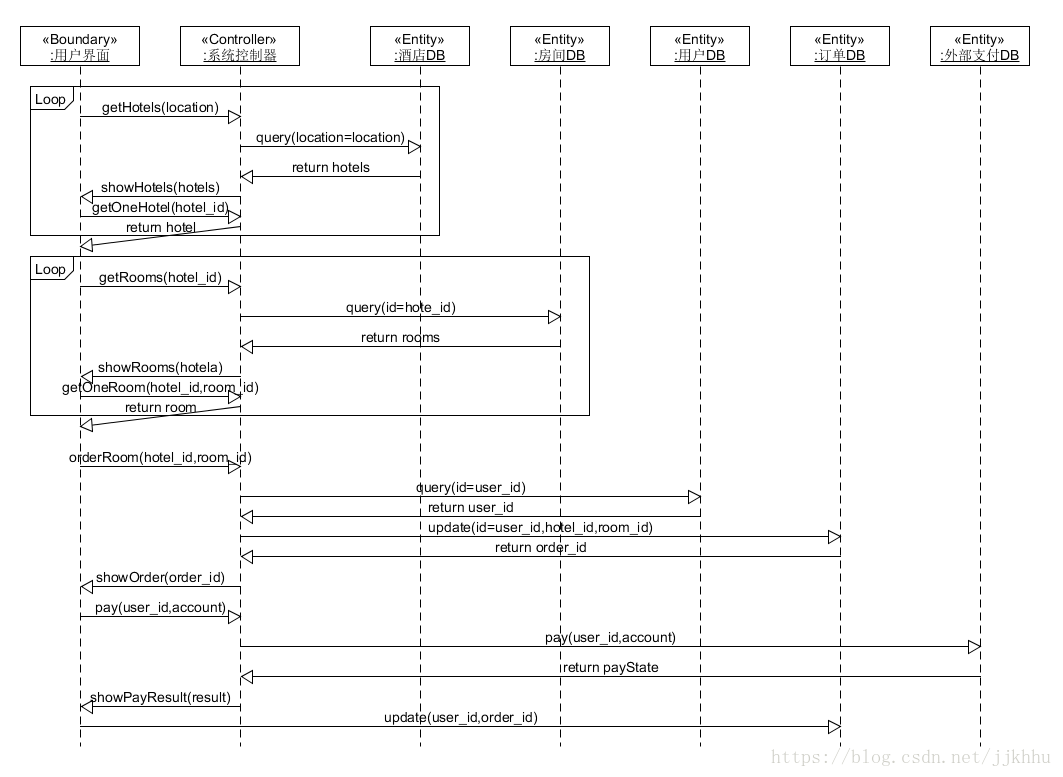 «Boundary»
:用户界面
«Controller»
:系统控制器
«Entity»
:酒店DB
«Entity»
:房间DB
«Entity»
:用户DB
«Entity»
:订单DB
«Entity»
:外部支付DB
Loop
getHotels(location)
query(location=location)
return hotels
showHotels(hotels)
getOneHotel(hotel_id)
return hotel
Loop
getRooms(hotel_id)
query(id=hote_id)
return rooms
showRooms(hotela)
getOneRoom(hotel_id,room_id)
return room
orderRoom(hotel_id,room_id)
query(id=user_id)
return user_id
update(id=user_id,hotel_id,room_id)
return order_id
showOrder(order_id)
pay(user_id,account)
pay(user_id,account)
return payState
showPayResult(result)
update(user_id,order_id)
https://blog.csdn.net/jjkhhu